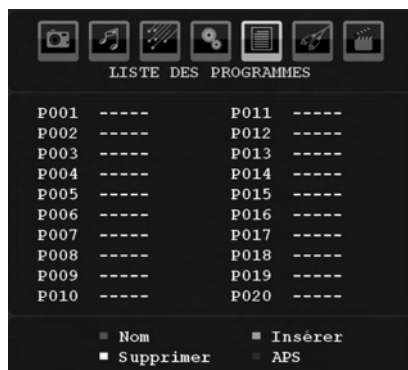 LISTE DES PROGRAMMES
P001 ----- P011 -----
P002 ----- P012 -----
P003 ----- P013 -----
P004 ----- P014 -----
P005 ----- P015 -----
P006 ----- P016 -----
P007 ----- P017 -----
P008 ----- P018 -----
P009 ----- P019 -----
P010 ----- P020 -----
Nom Insérer
Supprimer APS